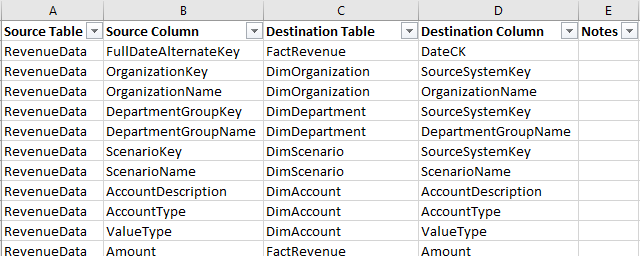 A B C D E
Source Table Source Column Destination Table Destination Column Notes
RevenueData FullDateAlternateKey FactRevenue DateCK
RevenueData OrganizationKey DimOrganization SourceSystemKey
RevenueData OrganizationName DimOrganization OrganizationName
RevenueData DepartmentGroupKey DimDepartment SourceSystemKey
RevenueData DepartmentGroupName DimDepartment DepartmentGroupName
RevenueData ScenarioKey DimScenario SourceSystemKey
RevenueData ScenarioName DimScenario ScenarioName
RevenueData AccountDescription DimAccount AccountDescription
RevenueData AccountType DimAccount AccountType
RevenueData ValueType DimAccount ValueType
RevenueData Amount FactRevenue Amount